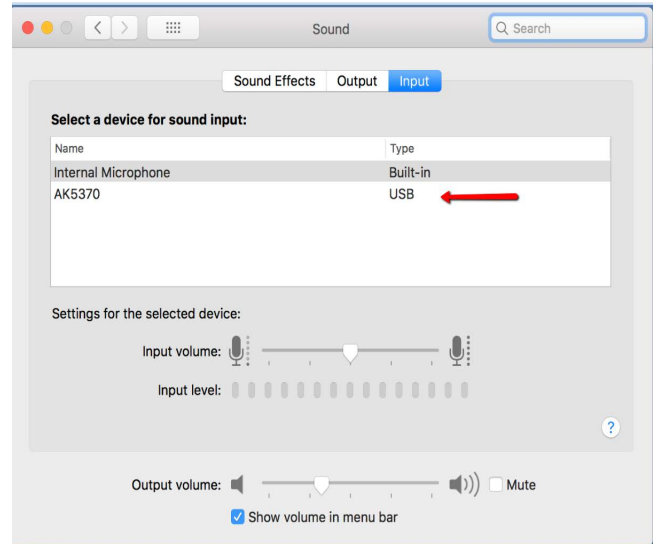 Sound
Search
Sound Effects Output Input
Select a device for sound input:
Name Type
Internal Microphone Built-in
AK5370 USB
Settings for the selected device:
Input volume:
Input level:
?
Output volume: Mute
Show volume in menu bar